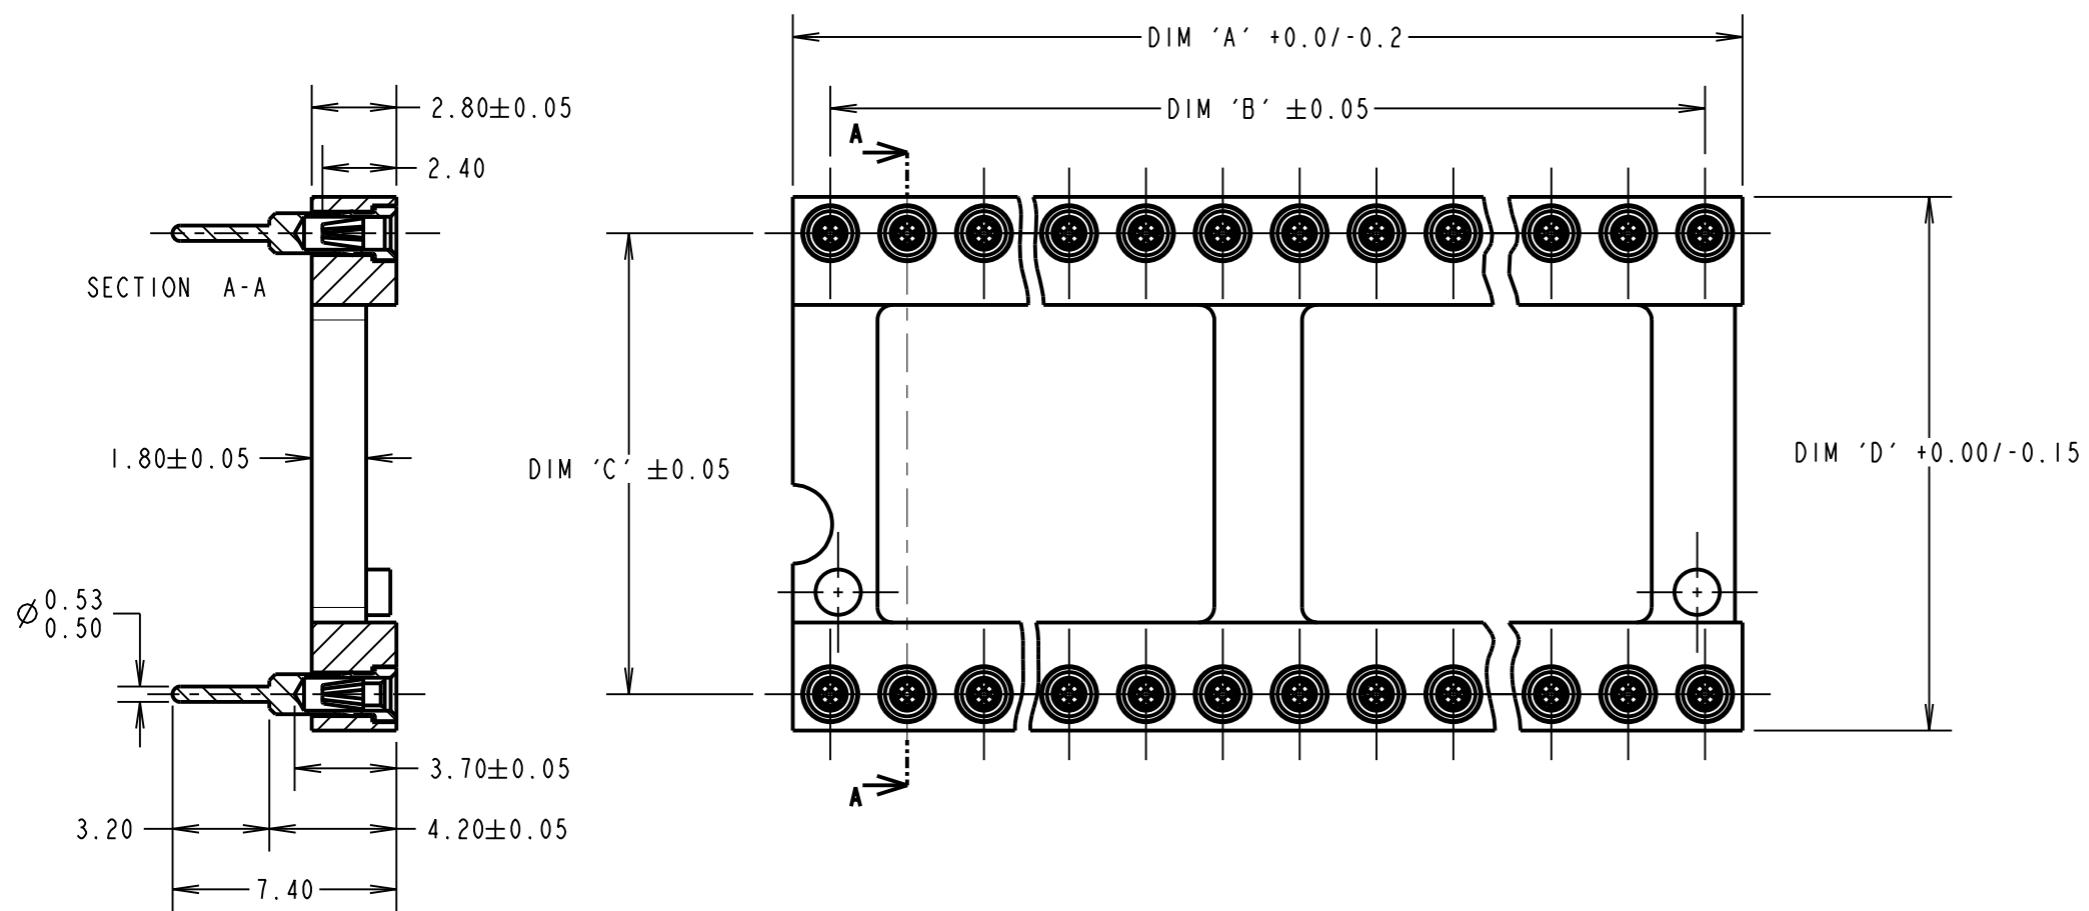 DIM 'A' +0.0/-0.2
2.80±0.05
DIM 'B' ±0.05
A
2.40
SECTION A-A
1.80±0.05
DIM 'C' ±0.05
DIM 'D' +0.00/-0.15
Ø 0.53
0.50
3.70±0.05
A
3.20
4.20±0.05
7.40